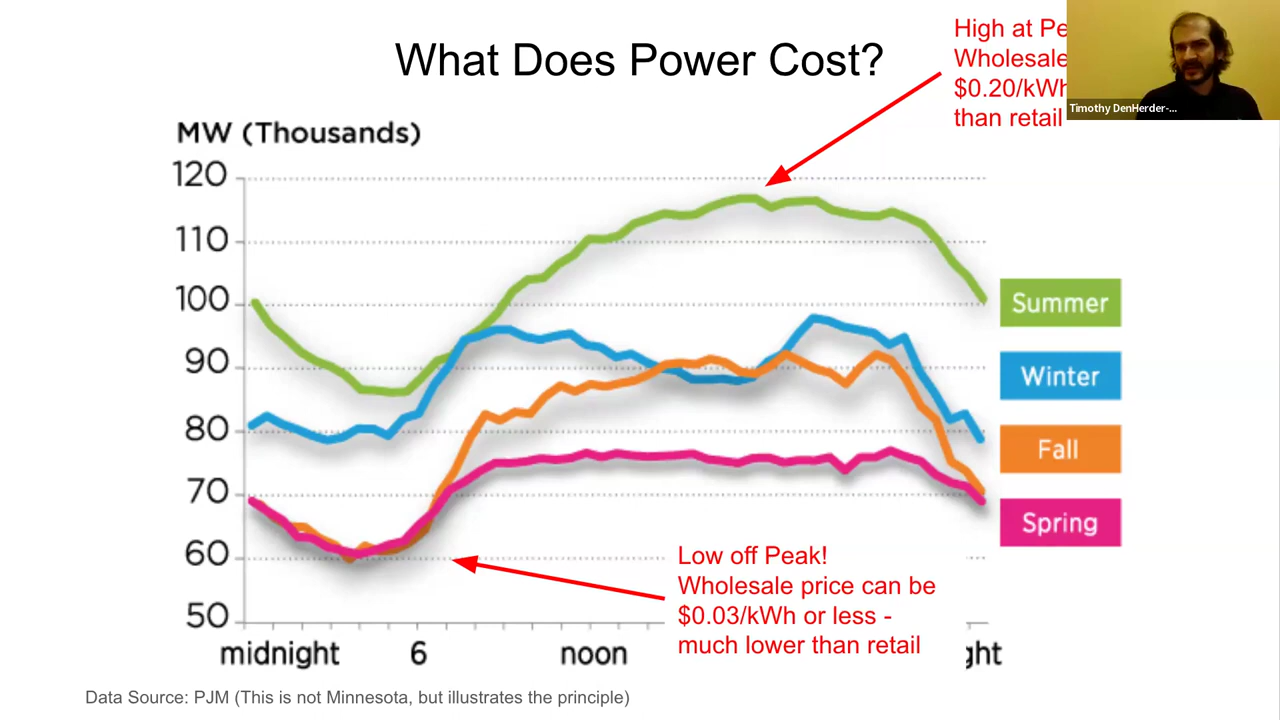 What Does Power Cost?
High at
Wholesale
$0.20/kWh
than retail
Timothy DenHerder-...
MW (Thousands)
120
110
100
90
80
70
60
50
Summer
Winter
Fall
Spring
Low off Peak!
Wholesale price can be
$0.03/kWh or less -
much lower than retail
midnight 6 noon
Data Source: PJM (This is not Minnesota, but illustrates the principle)